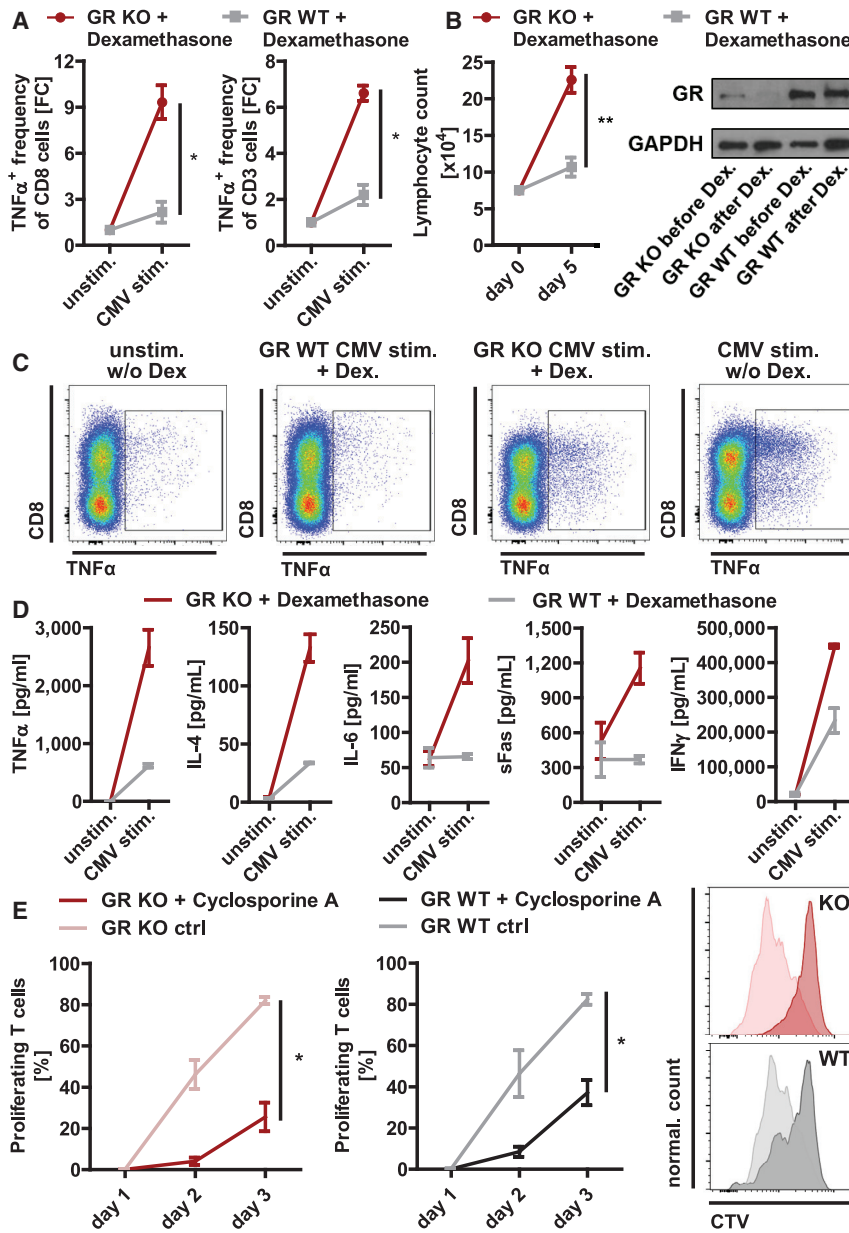 A
GR KO +
Dexamethasone
GR WT +
Dexamethasone
TNFα+ frequency
of CD8 cells [FC]
12
9
6
3
0
*
unstim.
CMV stim.
TNFα+ frequency
of CD3 cells [FC]
8
6
4
2
0
*
unstim.
CMV stim.
B
GR KO +
Dexamethasone
GR WT +
Dexamethasone
Lymphocyte count
[x10⁴]
25
20
15
10
5
0
**
day 0
day 5
GR
GAPDH
GR KO before Dex.
GR KO after Dex.
GR WT before Dex.
GR WT after Dex.
C
unstim.
w/o Dex
GR WT CMV stim.
+ Dex.
GR KO CMV stim.
+ Dex.
CMV stim.
w/o Dex.
CD8
TNFα
CD8
TNFα
CD8
TNFα
CD8
TNFα
D
GR KO + Dexamethasone
GR WT + Dexamethasone
TNFα [pg/mL]
3,000
2,000
1,000
0
unstim.
CMV stim.
IL-4 [pg/mL]
150
100
50
0
unstim.
CMV stim.
IL-6 [pg/ml]
250
200
150
100
50
0
unstim.
CMV stim.
sFas [pg/mL]
1,500
1,200
900
600
300
0
unstim.
CMV stim.
IFNγ [pg/mL]
500,000
400,000
300,000
200,000
100,000
0
unstim.
CMV stim.
E
GR KO + Cyclosporine A
GR KO ctrl
Proliferating T cells
[%]
100
80
60
40
20
0
*
day 1
day 2
day 3
GR WT + Cyclosporine A
GR WT ctrl
Proliferating T cells
[%]
100
80
60
40
20
0
*
day 1
day 2
day 3
KO
WT
normal. count
CTV